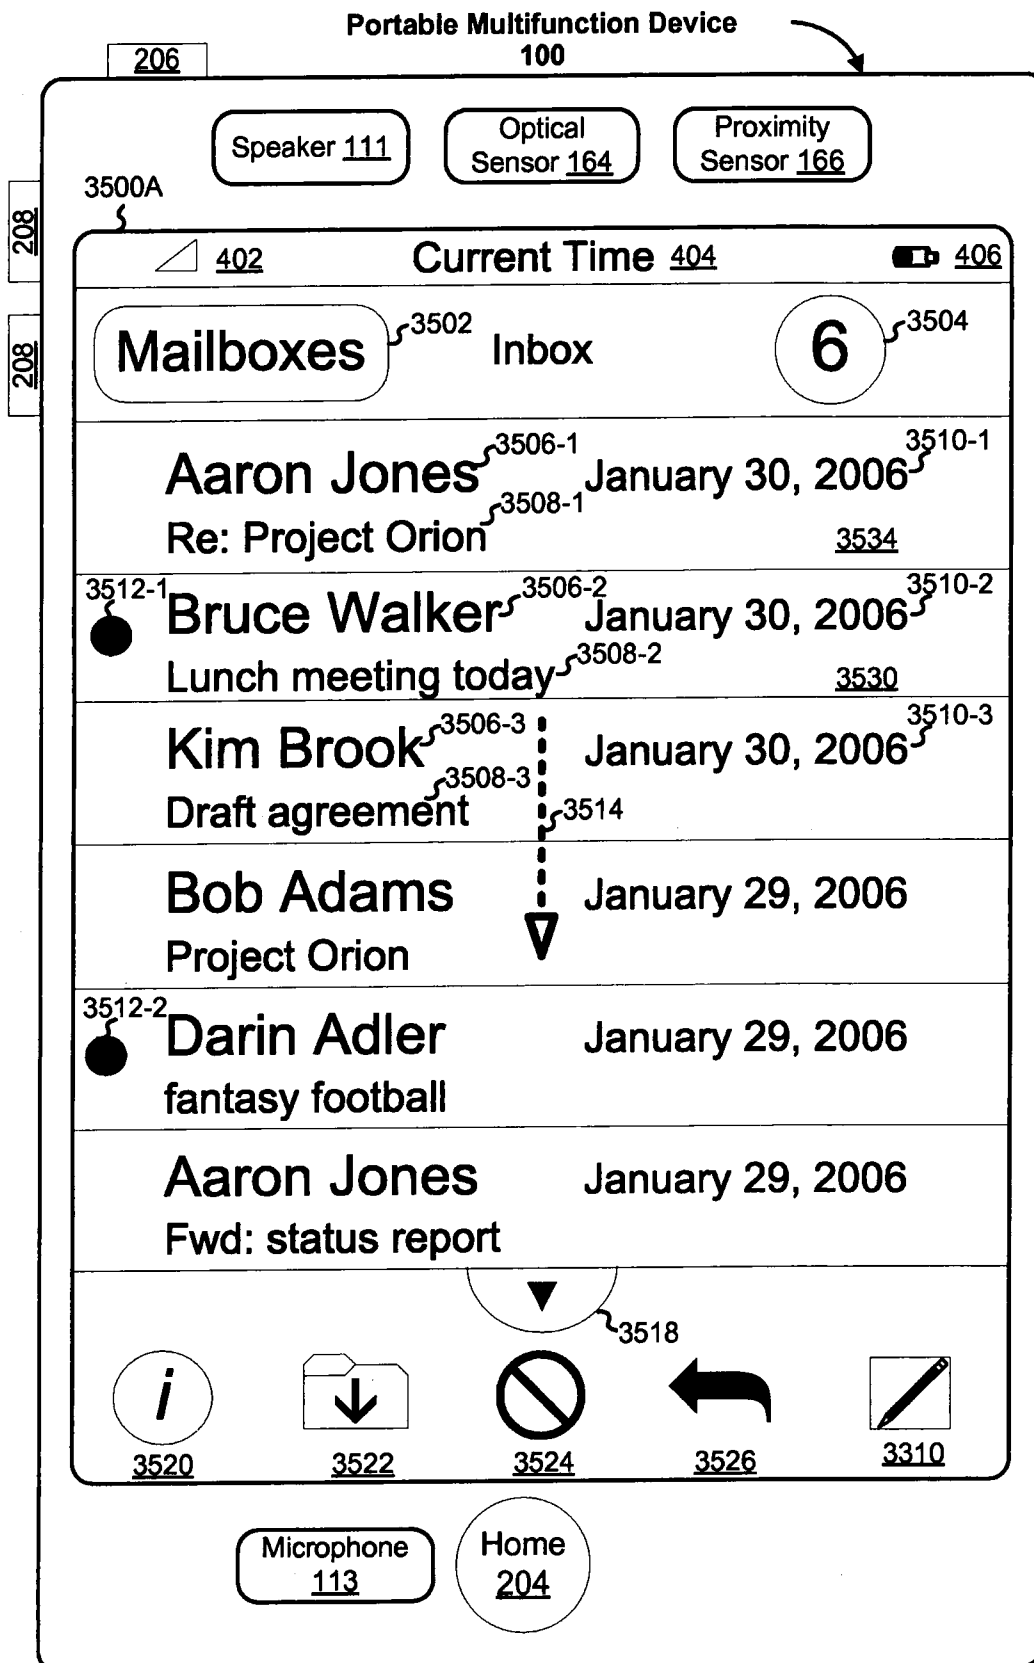 Portable Multifunction Device
100
206
Speaker 111
Optical
Sensor 164
Proximity
Sensor 166
3500A
208
208
402
Current Time 404
406
Mailboxes
3502
Inbox
6
3504
Aaron Jones
3506-1
January 30, 2006
3510-1
Re: Project Orion
3508-1
3534
3512-1
Bruce Walker
3506-2
January 30, 2006
3510-2
Lunch meeting today
3508-2
3530
Kim Brook
3506-3
January 30, 2006
3510-3
Draft agreement
3508-3
3514
Bob Adams
January 29, 2006
Project Orion
3512-2
Darin Adler
January 29, 2006
fantasy football
Aaron Jones
January 29, 2006
Fwd: status report
3518
i
3520
3522
3524
3526
3310
Microphone
113
Home
204